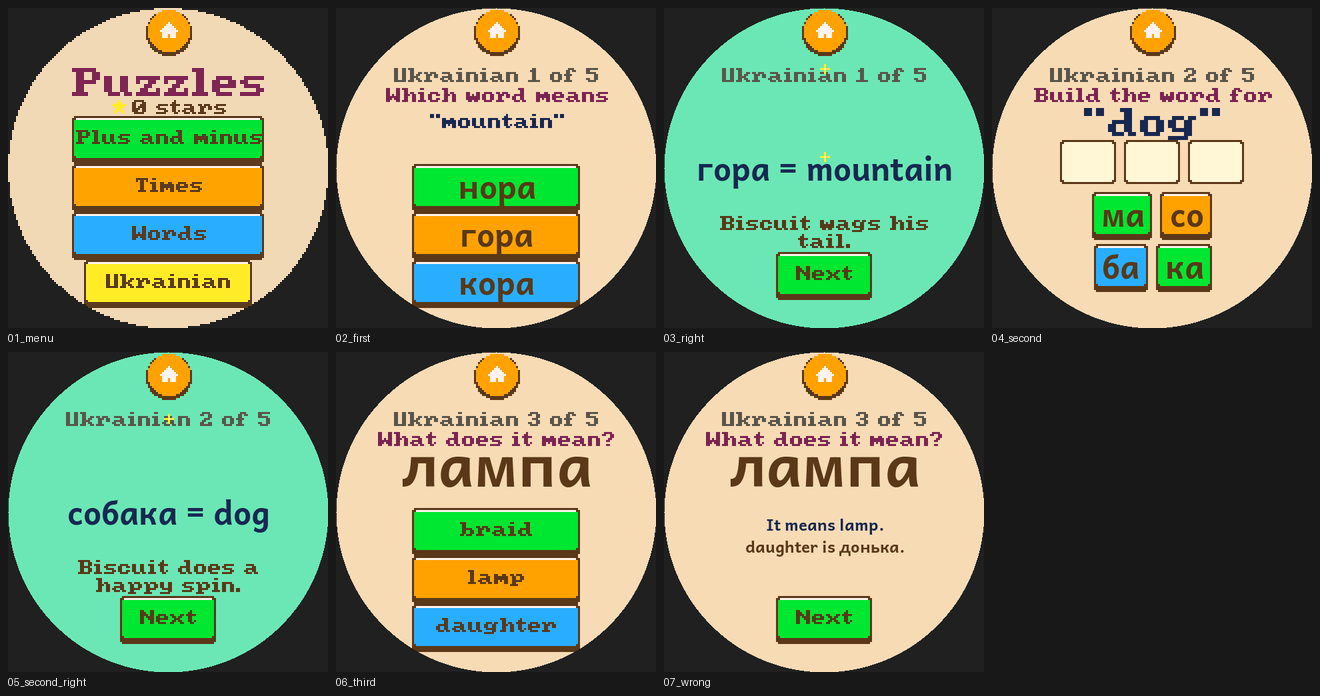 Puzzles
0 stars
Plus and minus
Times
Words
Ukrainian
01_menu
Ukrainian 1 of 5
Which word means
"mountain"
нора
гора
кора
02_first
Ukrainian 1 of 5
гора = mountain
Biscuit wags his
tail.
Next
03_right
Ukrainian 2 of 5
Build the word for
"dog"
ма
со
ба
ка
04_second
Ukrainian 2 of 5
собака = dog
Biscuit does a
happy spin.
Next
05_second_right
Ukrainian 3 of 5
What does it mean?
лампа
braid
lamp
daughter
06_third
Ukrainian 3 of 5
What does it mean?
лампа
It means lamp.
daughter is донька.
Next
07_wrong